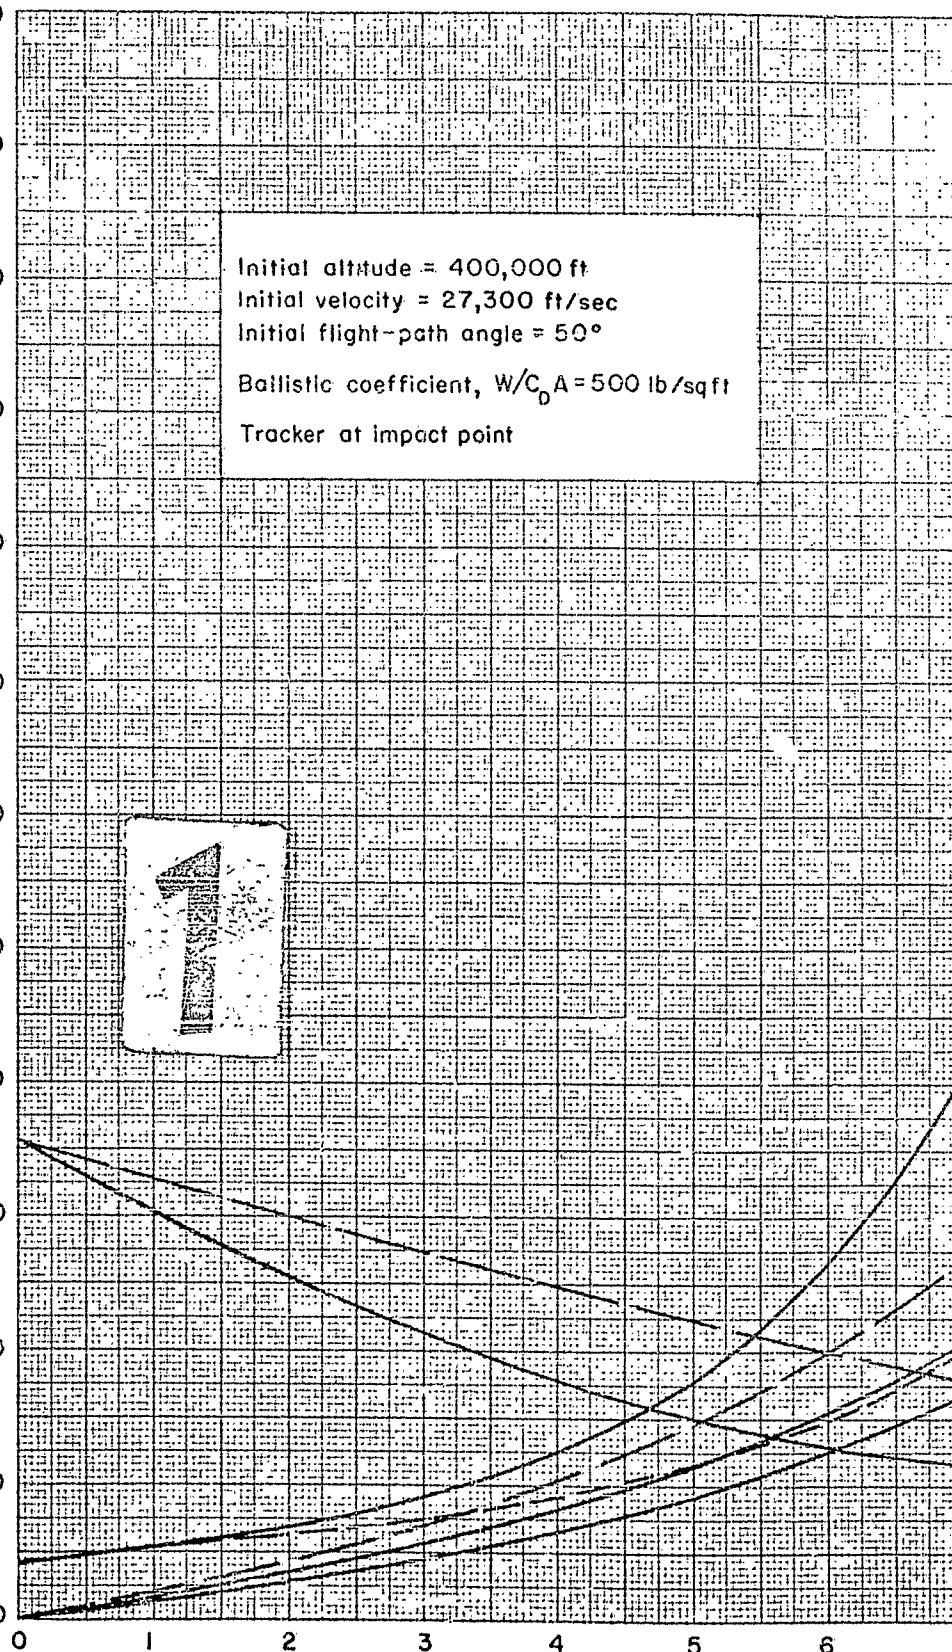 Initial altitude = 400,000 ft
Initial velocity = 27,300 ft/sec
Initial flight-path angle = 50°
Ballistic coefficient, W/C_D A = 500 lb/sq ft
Tracker at impact point
1
0 1 2 3 4 5 6